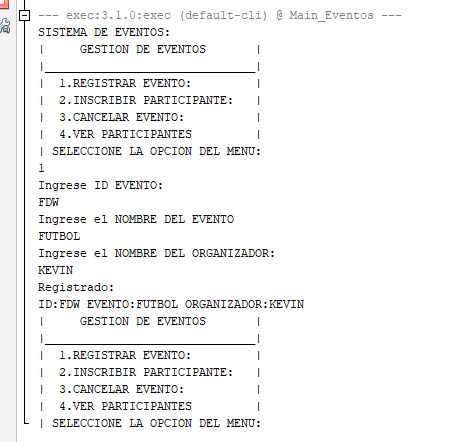 --- exec:3.1.0:exec (default-cli) @ Main_Eventos ---
SISTEMA DE EVENTOS:
|     GESTION DE EVENTOS       |
|______________________________|
|  1.REGISTRAR EVENTO:         |
|  2.INSCRIBIR PARTICIPANTE:   |
|  3.CANCELAR EVENTO:          |
|  4.VER PARTICIPANTES         |
| SELECCIONE LA OPCION DEL MENU:
1
Ingrese ID EVENTO:
FDW
Ingrese el NOMBRE DEL EVENTO
FUTBOL
Ingrese el NOMBRE DEL ORGANIZADOR:
KEVIN
Registrado:
ID:FDW EVENTO:FUTBOL ORGANIZADOR:KEVIN
|     GESTION DE EVENTOS       |
|______________________________|
|  1.REGISTRAR EVENTO:         |
|  2.INSCRIBIR PARTICIPANTE:   |
|  3.CANCELAR EVENTO:          |
|  4.VER PARTICIPANTES         |
| SELECCIONE LA OPCION DEL MENU: